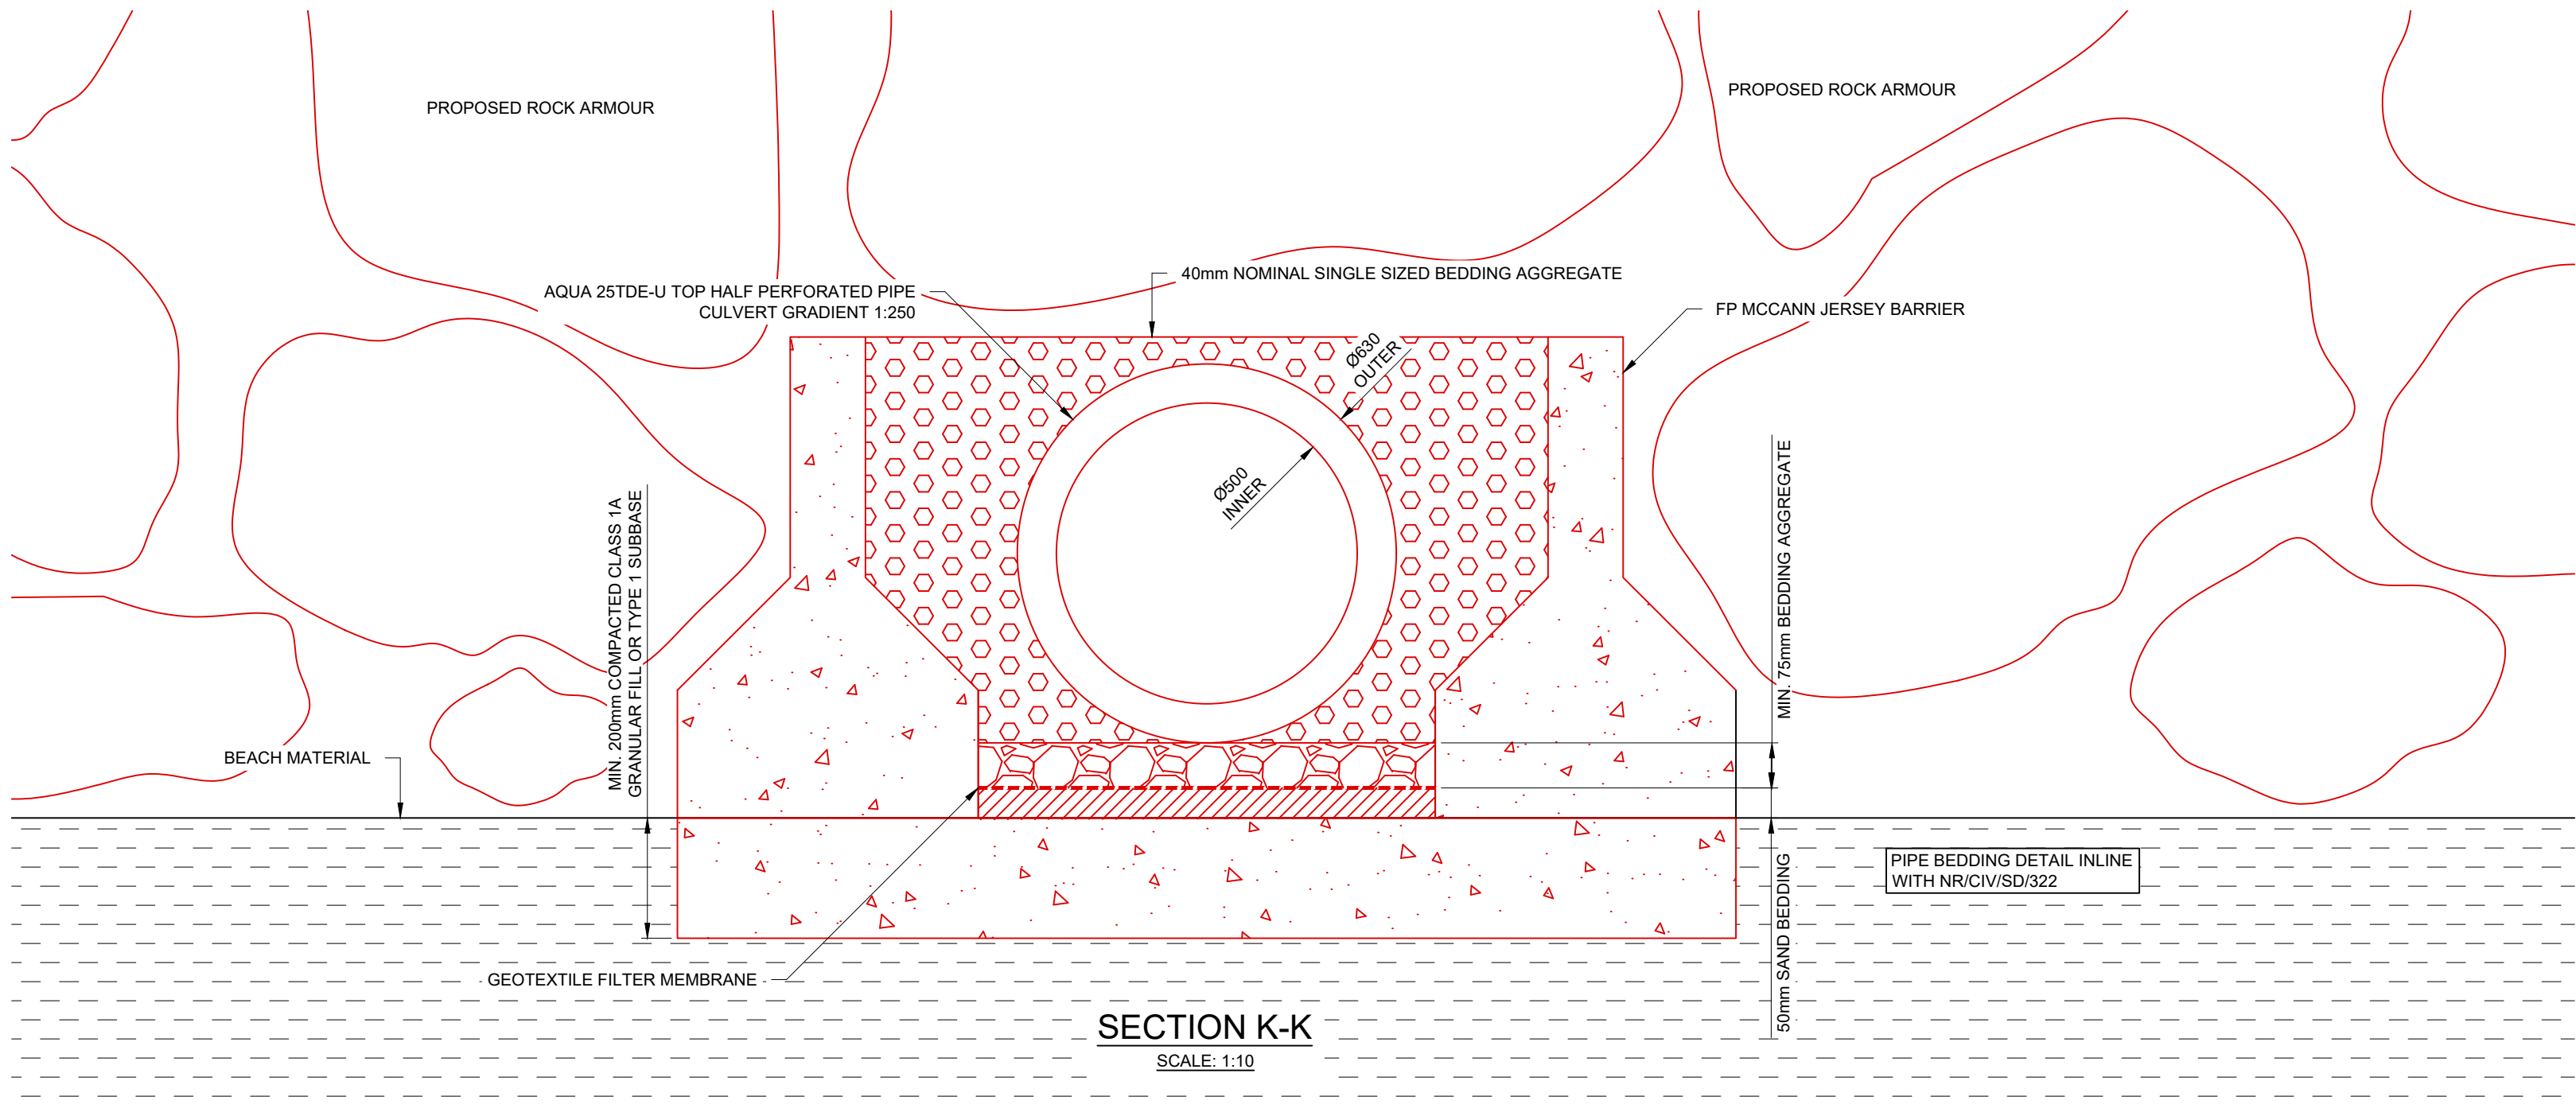 PROPOSED ROCK ARMOUR
PROPOSED ROCK ARMOUR
40mm NOMINAL SINGLE SIZED BEDDING AGGREGATE
AQUA 25TDE-U TOP HALF PERFORATED PIPE
CULVERT GRADIENT 1:250
FP MCCANN JERSEY BARRIER
Ø630
OUTER
Ø500
INNER
MIN. 200mm COMPACTED CLASS 1A
GRANULAR FILL OR TYPE 1 SUBBASE
MIN. 75mm BEDDING AGGREGATE
BEACH MATERIAL
50mm SAND BEDDING
PIPE BEDDING DETAIL INLINE
WITH NR/CIV/SD/322
GEOTEXTILE FILTER MEMBRANE
SECTION K-K
SCALE: 1:10